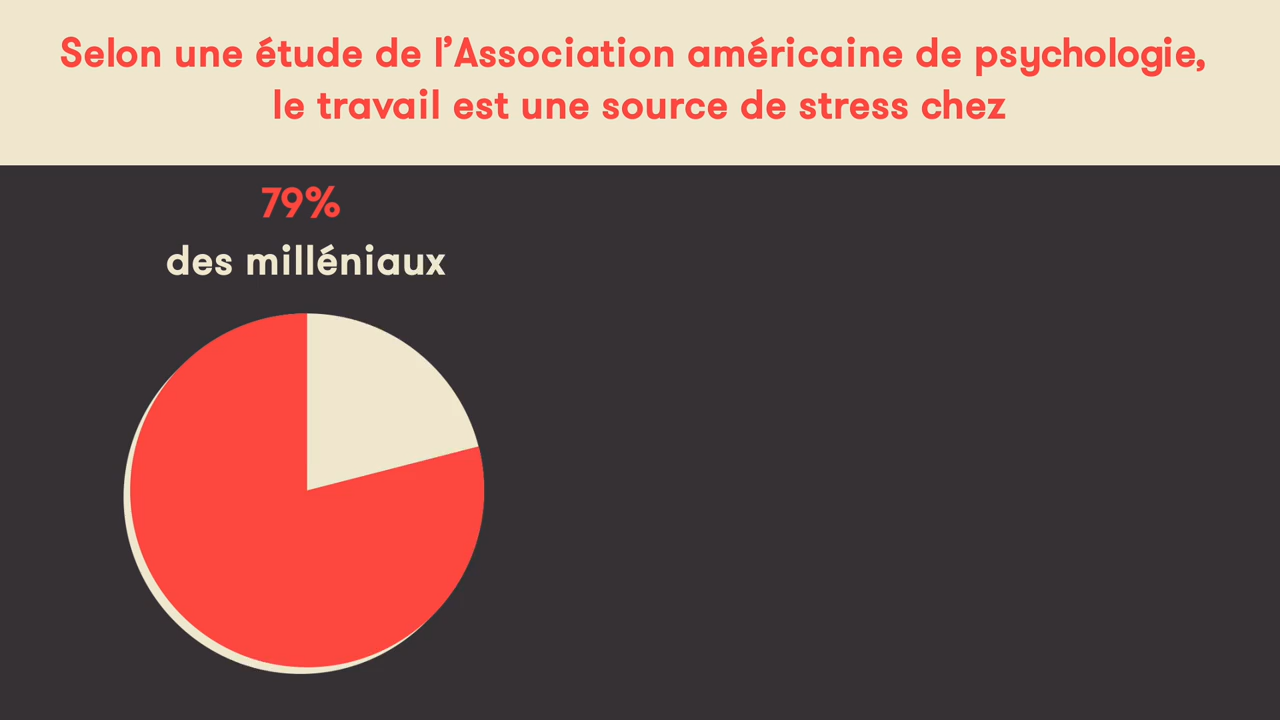 Selon une étude de l’Association américaine de psychologie,
le travail est une source de stress chez
79%
des milléniaux